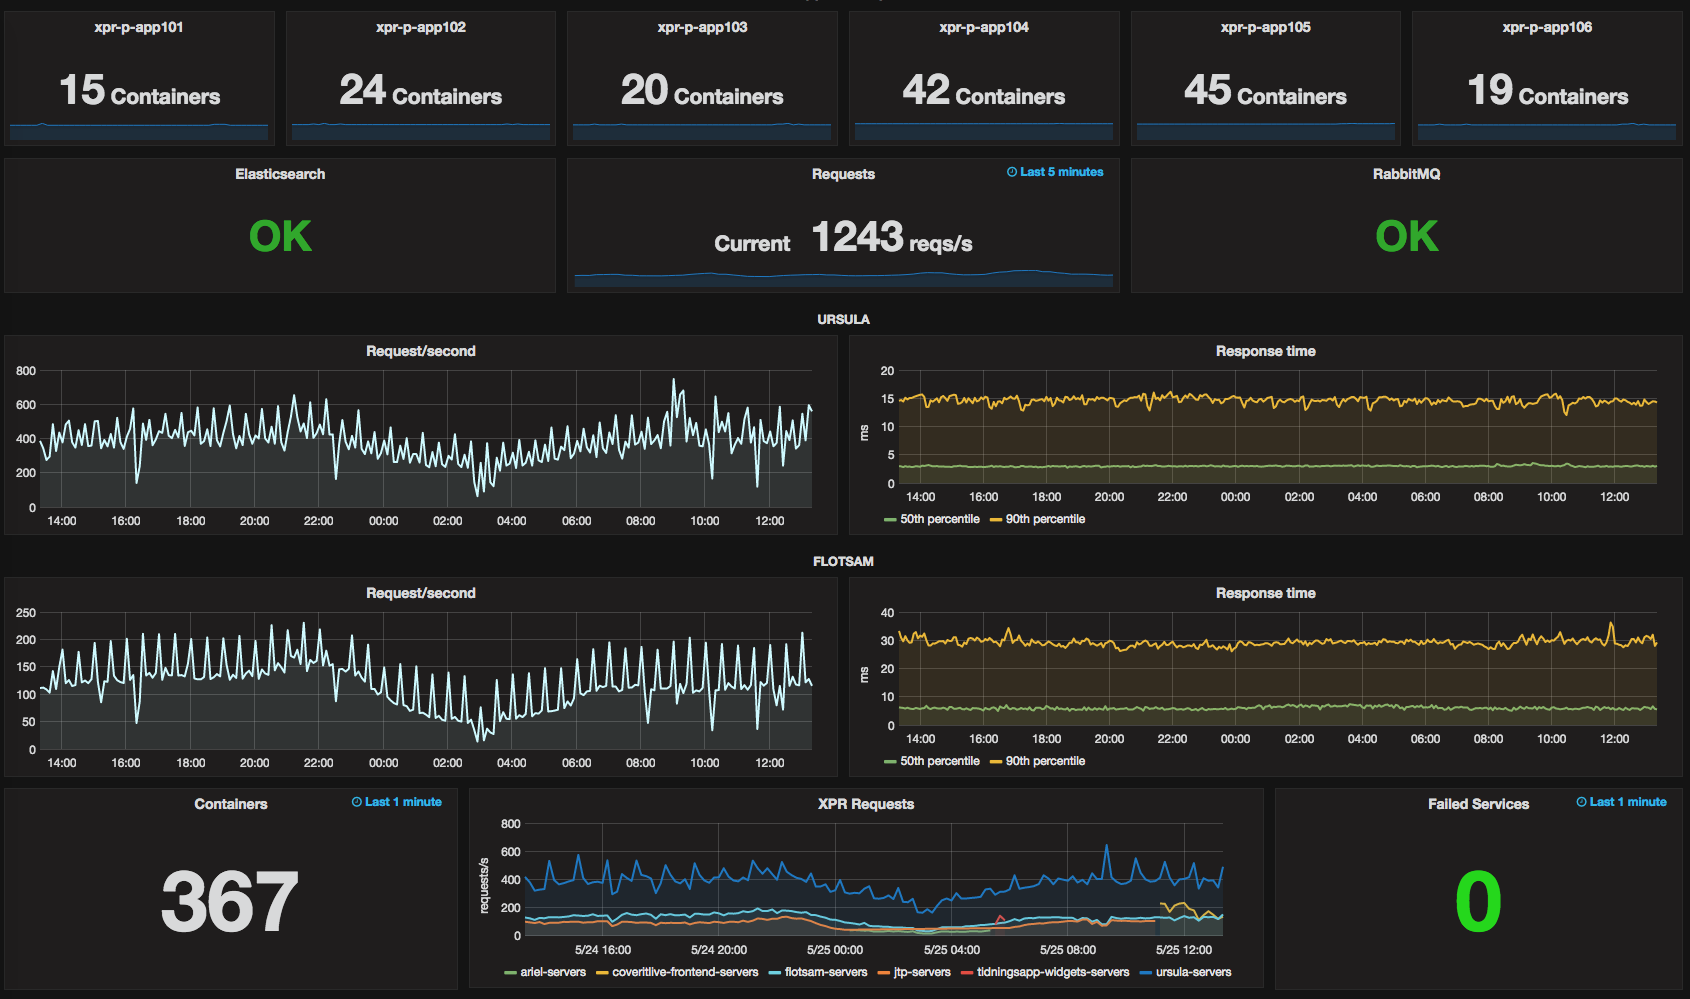 xpr-p-app101
xpr-p-app102
xpr-p-app103
xpr-p-app104
xpr-p-app105
xpr-p-app106
15 Containers
24 Containers
20 Containers
42 Containers
45 Containers
19 Containers
Elasticsearch
OK
Requests
Last 5 minutes
Current 1243 reqs/s
RabbitMQ
OK
URSULA
Request/second
800
600
400
200
0
14:00 16:00 18:00 20:00 22:00 00:00 02:00 04:00 06:00 08:00 10:00 12:00
Response time
20
15
10
5
0
ms
14:00 16:00 18:00 20:00 22:00 00:00 02:00 04:00 06:00 08:00 10:00 12:00
50th percentile 90th percentile
FLOTSAM
Request/second
250
200
150
100
50
0
14:00 16:00 18:00 20:00 22:00 00:00 02:00 04:00 06:00 08:00 10:00 12:00
Response time
40
30
20
10
0
ms
14:00 16:00 18:00 20:00 22:00 00:00 02:00 04:00 06:00 08:00 10:00 12:00
50th percentile 90th percentile
Containers
Last 1 minute
367
XPR Requests
800
600
400
200
0
requests/s
5/24 16:00 5/24 20:00 5/25 00:00 5/25 04:00 5/25 08:00 5/25 12:00
ariel-servers coveritlive-frontend-servers flotsam-servers jtp-servers tidningsapp-widgets-servers ursula-servers
Failed Services
Last 1 minute
0